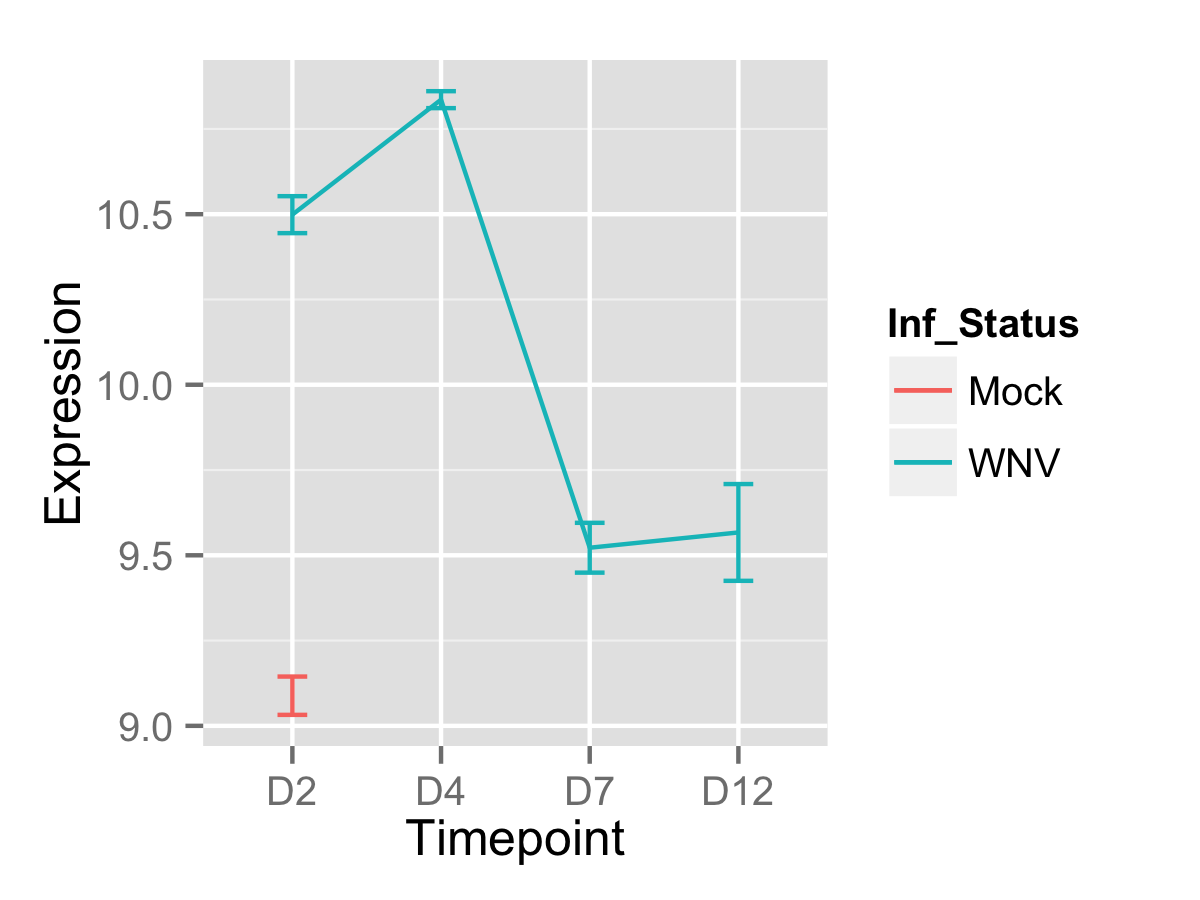 Expression
10.5
10.0
9.5
9.0
D2 D4 D7 D12
Timepoint
Inf_Status
Mock
WNV